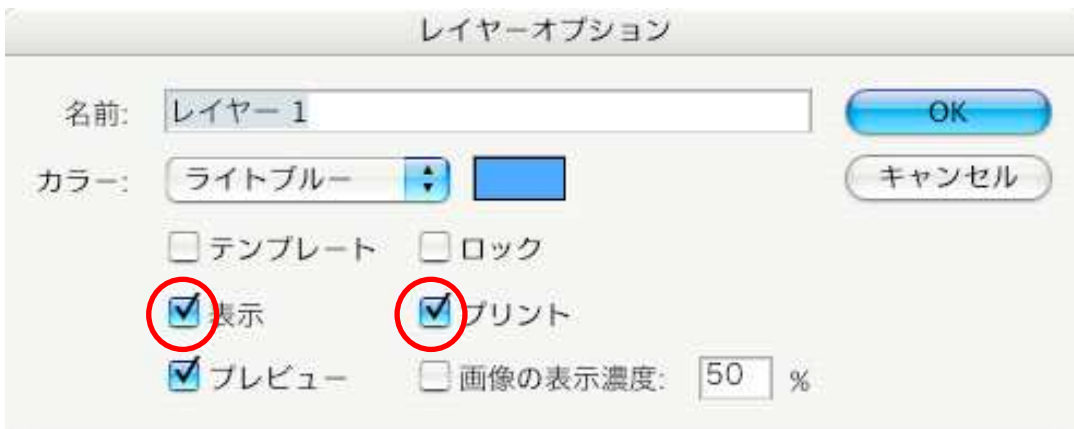 レイヤーオプション
名前: レイヤー 1 OK
カラー: ライトブルー キャンセル
テンプレート ロック
表示 プリント
プレビュー 画像の表示濃度: 50 %